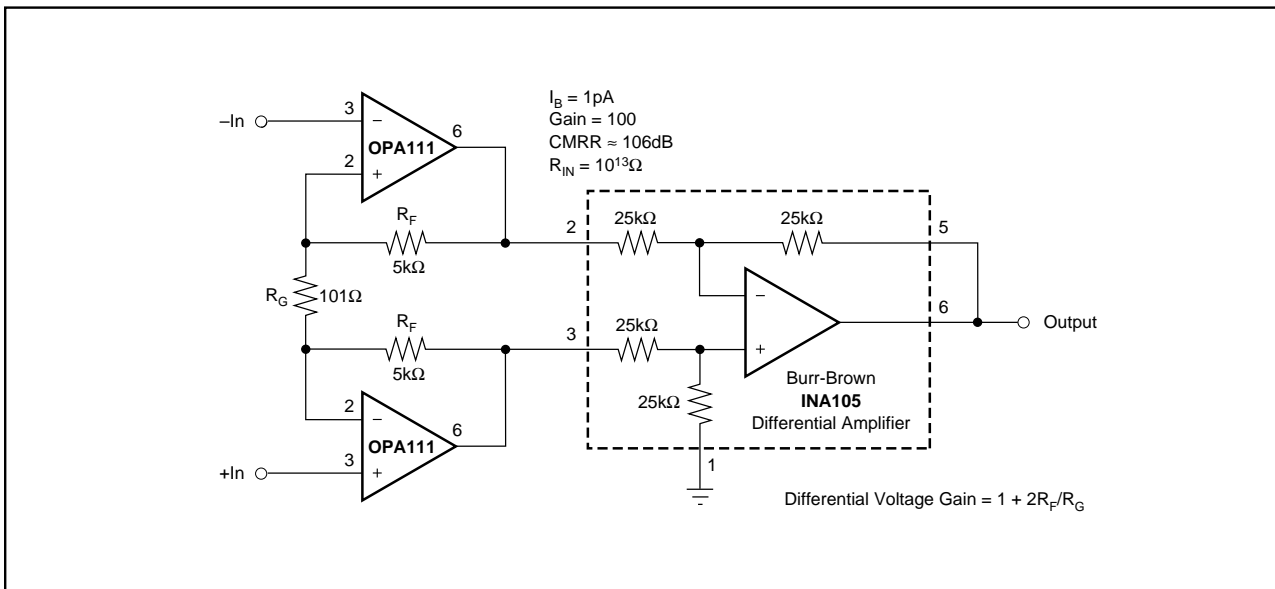 I_B = 1pA
Gain = 100
CMRR ≈ 106dB
R_IN = 10¹³Ω
–In
3
–
OPA111
6
2
+
R_F
5kΩ
R_G
101Ω
R_F
5kΩ
2
–
OPA111
6
+In
3
+
2
25kΩ
25kΩ
5
–
6
Output
3
25kΩ
+
25kΩ
Burr-Brown
INA105
Differential Amplifier
1
Differential Voltage Gain = 1 + 2R_F/R_G